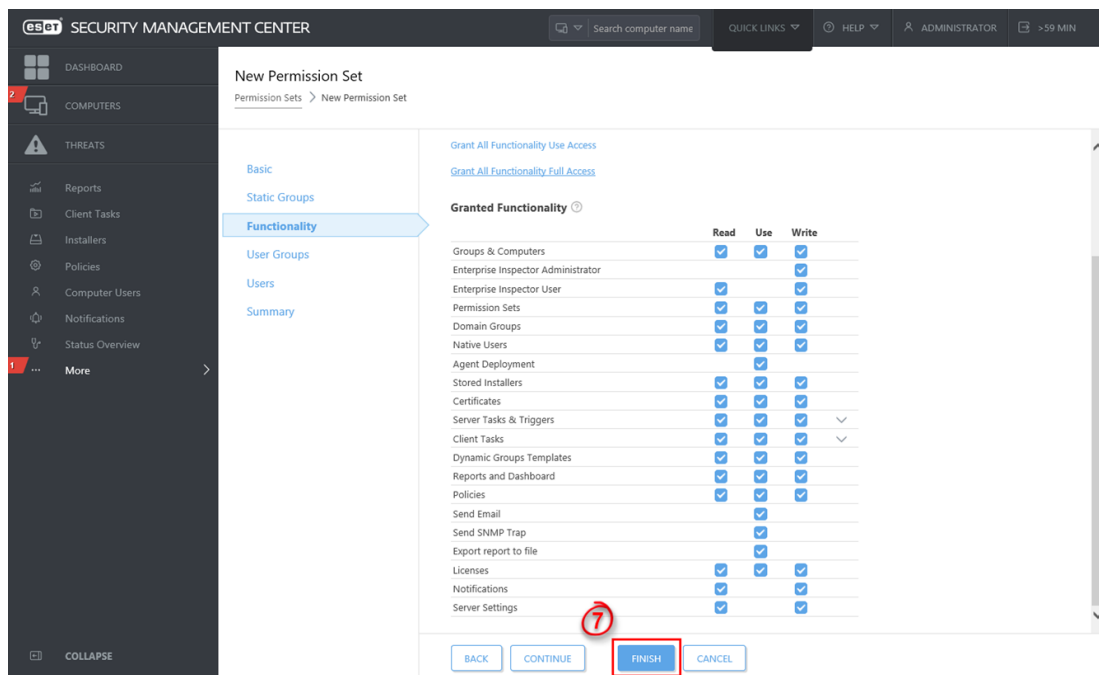 eset SECURITY MANAGEMENT CENTER
Search computer name
QUICK LINKS
HELP
ADMINISTRATOR
>59 MIN
DASHBOARD
2
COMPUTERS
THREATS
Reports
Client Tasks
Installers
Policies
Computer Users
Notifications
Status Overview
1
More
COLLAPSE
New Permission Set
Permission Sets > New Permission Set
Basic
Static Groups
Functionality
User Groups
Users
Summary
Grant All Functionality Use Access
Grant All Functionality Full Access
Granted Functionality ?
Read Use Write
Groups & Computers
Enterprise Inspector Administrator
Enterprise Inspector User
Permission Sets
Domain Groups
Native Users
Agent Deployment
Stored Installers
Certificates
Server Tasks & Triggers
Client Tasks
Dynamic Groups Templates
Reports and Dashboard
Policies
Send Email
Send SNMP Trap
Export report to file
Licenses
Notifications
Server Settings
7
BACK CONTINUE FINISH CANCEL